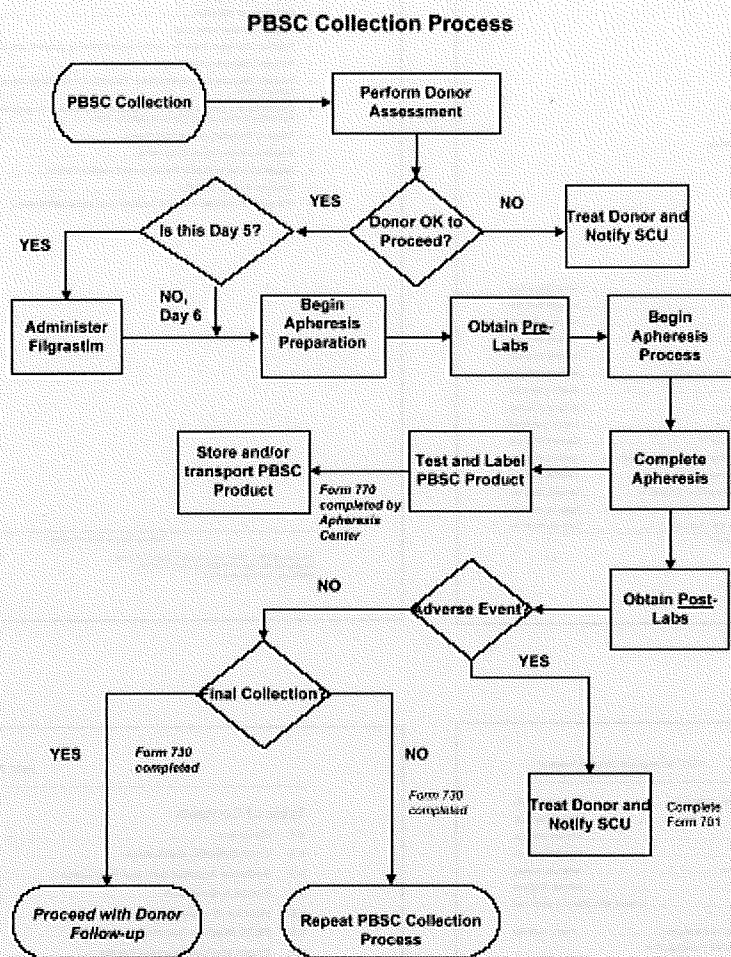 PBSC Collection Process
PBSC Collection
Perform Donor
Assessment
YES
NO
Is this Day 5?
Donor OK to
Proceed?
Treat Donor and
Notify SCU
YES
NO,
Day 6
Administer
Filgrastim
Begin
Apheresis
Preparation
Obtain Pre-
Labs
Begin
Apheresis
Process
Store and/or
transport PBSC
Product
Form 770
completed by
Apheresis
Center
Test and Label
PBSC Product
Complete
Apheresis
NO
Adverse Event?
Obtain Post-
Labs
YES
Final Collection?
YES
Form 730
completed
NO
Form 730
completed
Treat Donor and
Notify SCU
Complete
Form 701
Proceed with Donor
Follow-up
Repeat PBSC Collection
Process